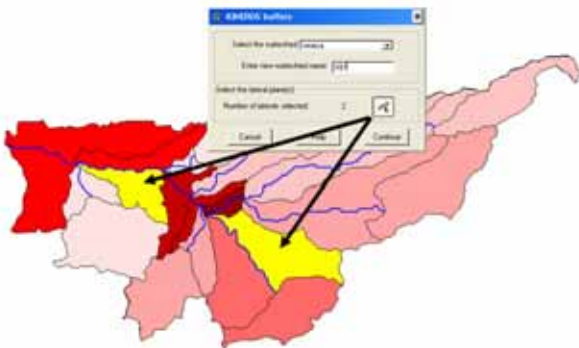 KINEROS buffers
Select the watershed
Enter new watershed name
Select the lateral plane(s)
Number of laterals selected: 2
Cancel Help Continue